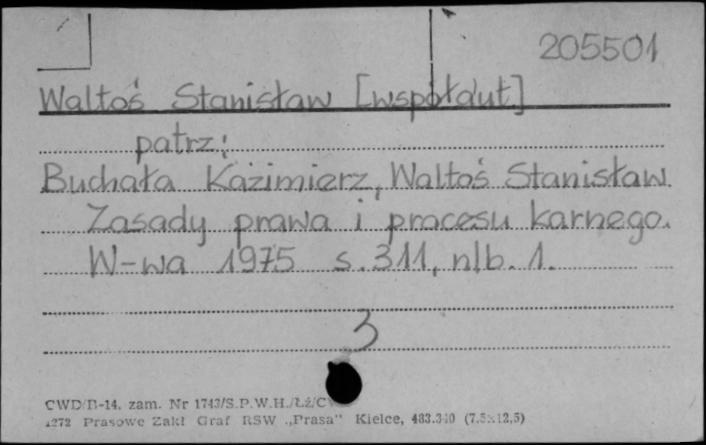 205501
Waltoś Stanisław [współaut]
patrz:
Buchała Kazimierz, Waltoś Stanisław
Zasady prawa i procesu karnego.
W-wa 1975 s. 311, nlb. 1.
3
CWD/B-14. zam. Nr 1743/S.P.W.H./Łź/
Prasowe Zakł Graf RSW „Prasa" Kielce, 483.340 (7.5x12,5)